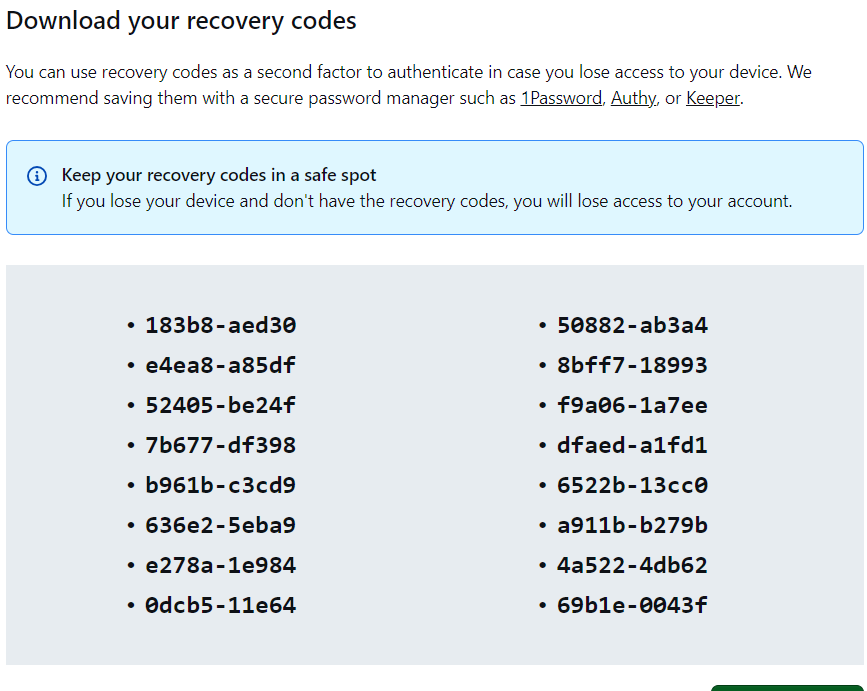 Download your recovery codes
You can use recovery codes as a second factor to authenticate in case you lose access to your device. We
recommend saving them with a secure password manager such as 1Password, Authy, or Keeper.
Keep your recovery codes in a safe spot
If you lose your device and don't have the recovery codes, you will lose access to your account.
• 183b8-aed30
• e4ea8-a85df
• 52405-be24f
• 7b677-df398
• b961b-c3cd9
• 636e2-5eba9
• e278a-1e984
• 0dcb5-11e64
• 50882-ab3a4
• 8bff7-18993
• f9a06-1a7ee
• dfaed-a1fd1
• 6522b-13cc0
• a911b-b279b
• 4a522-4db62
• 69b1e-0043f